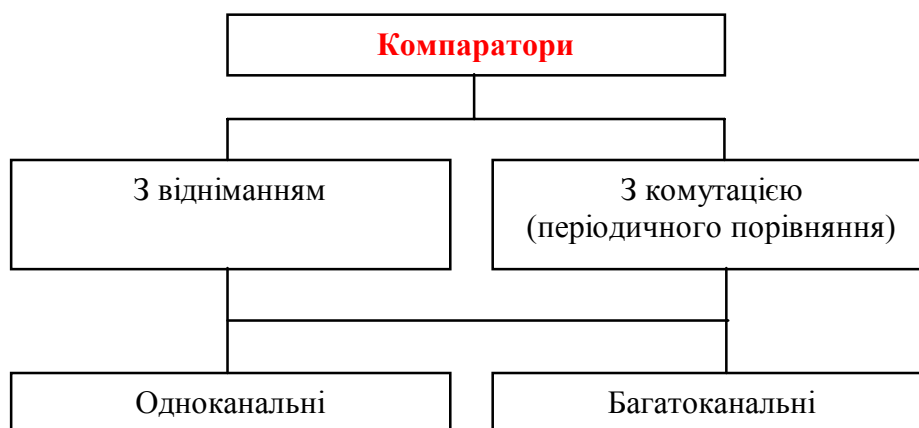 Компаратори
З відніманням
З комутацією
(періодичного порівняння)
Одноканальні
Багатоканальні